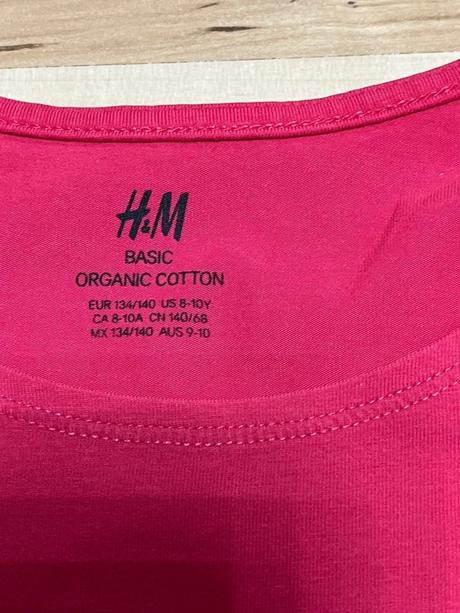 H&M
BASIC
ORGANIC COTTON
EUR 134/140 US 8-10Y
CA 8-10A CN 140/68
MX 134/140 AUS 9-10